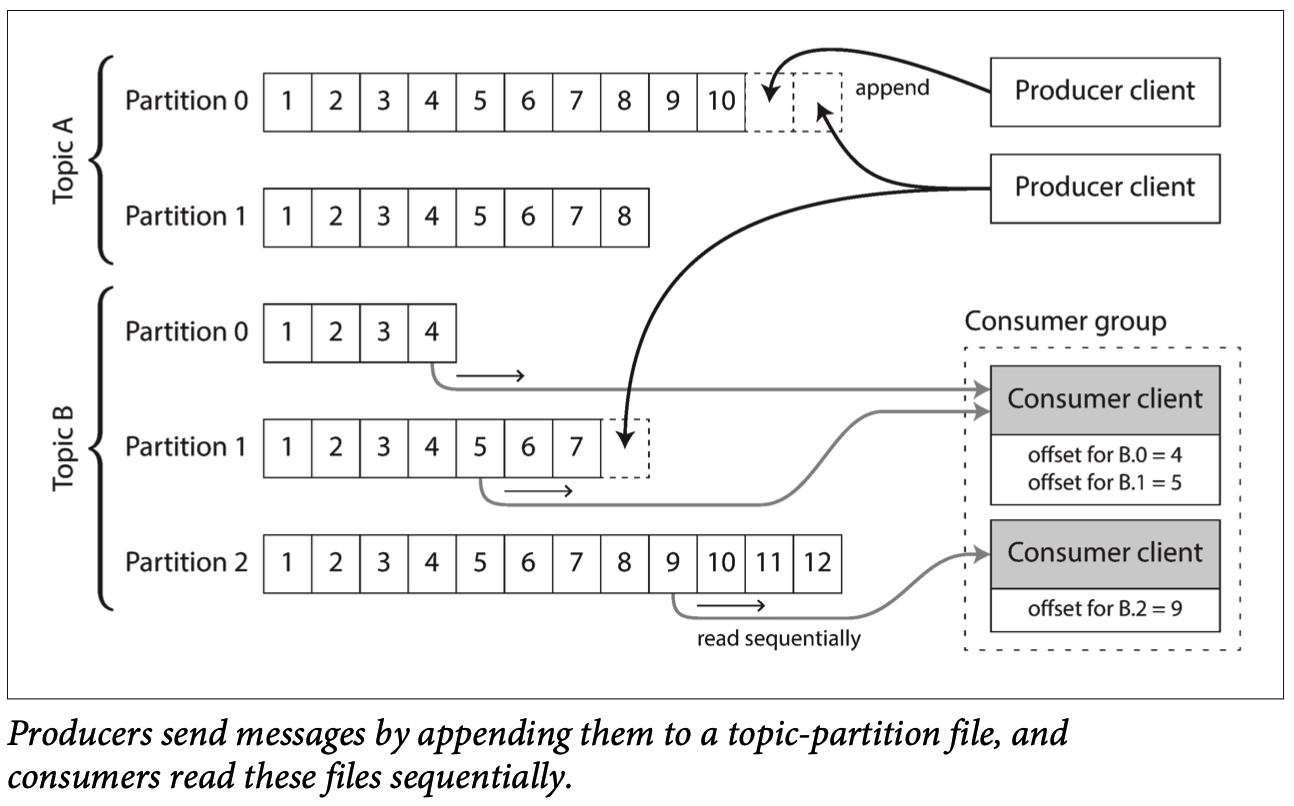 Topic A
Partition 0 1 2 3 4 5 6 7 8 9 10 append
Producer client
Producer client
Partition 1 1 2 3 4 5 6 7 8
Topic B
Partition 0 1 2 3 4
Partition 1 1 2 3 4 5 6 7
Partition 2 1 2 3 4 5 6 7 8 9 10 11 12
read sequentially
Consumer group
Consumer client
offset for B.0 = 4
offset for B.1 = 5
Consumer client
offset for B.2 = 9
Producers send messages by appending them to a topic-partition file, and
consumers read these files sequentially.